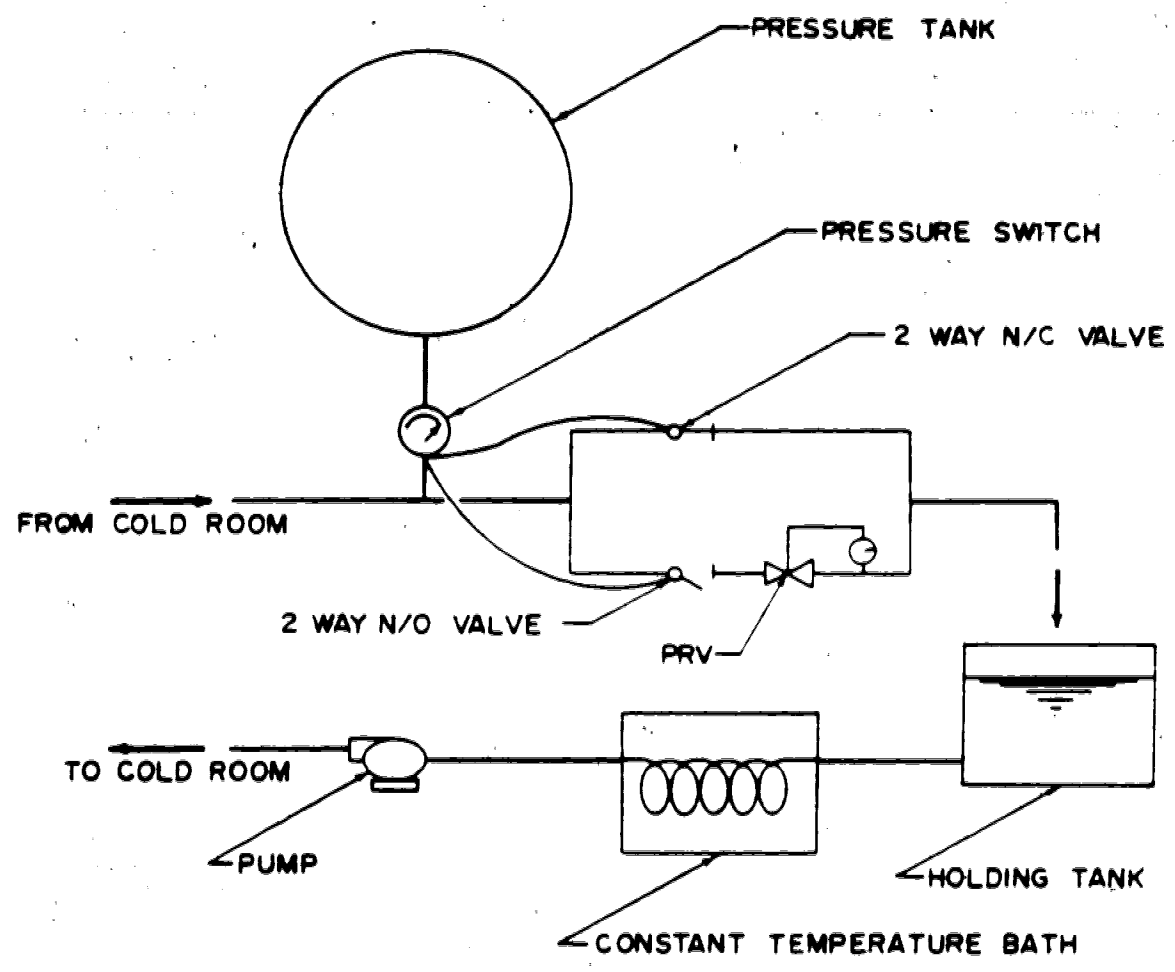 PRESSURE TANK
PRESSURE SWITCH
2 WAY N/C VALVE
FROM COLD ROOM
2 WAY N/O VALVE
PRV
TO COLD ROOM
PUMP
HOLDING TANK
CONSTANT TEMPERATURE BATH